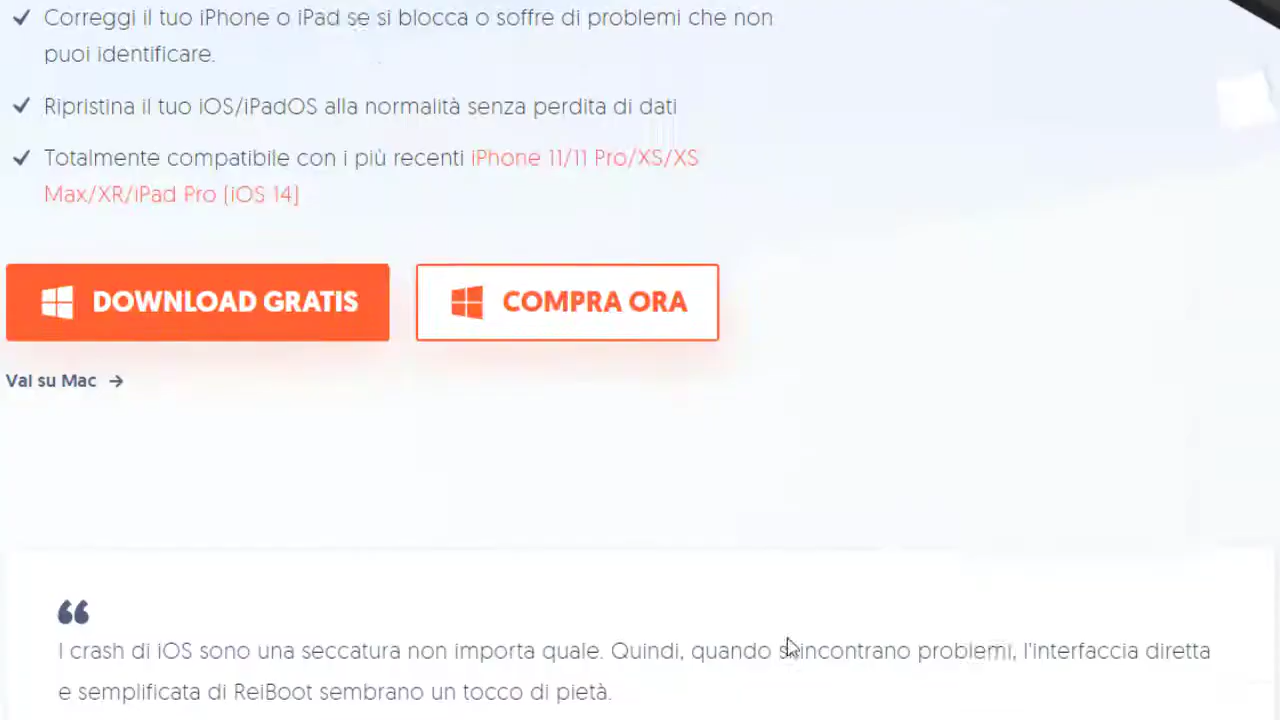 Correggi il tuo iPhone o iPad se si blocca o soffre di problemi che non
puoi identificare.
Ripristina il tuo iOS/iPadOS alla normalità senza perdita di dati
Totalmente compatibile con i più recenti iPhone 11/11 Pro/XS/XS
Max/XR/iPad Pro (iOS 14)
DOWNLOAD GRATIS
COMPRA ORA
Vai su Mac →
“
I crash di iOS sono una seccatura non importa quale. Quindi, quando incontrano problemi, l'interfaccia diretta
e semplificata di ReiBoot sembrano un tocco di pietà.